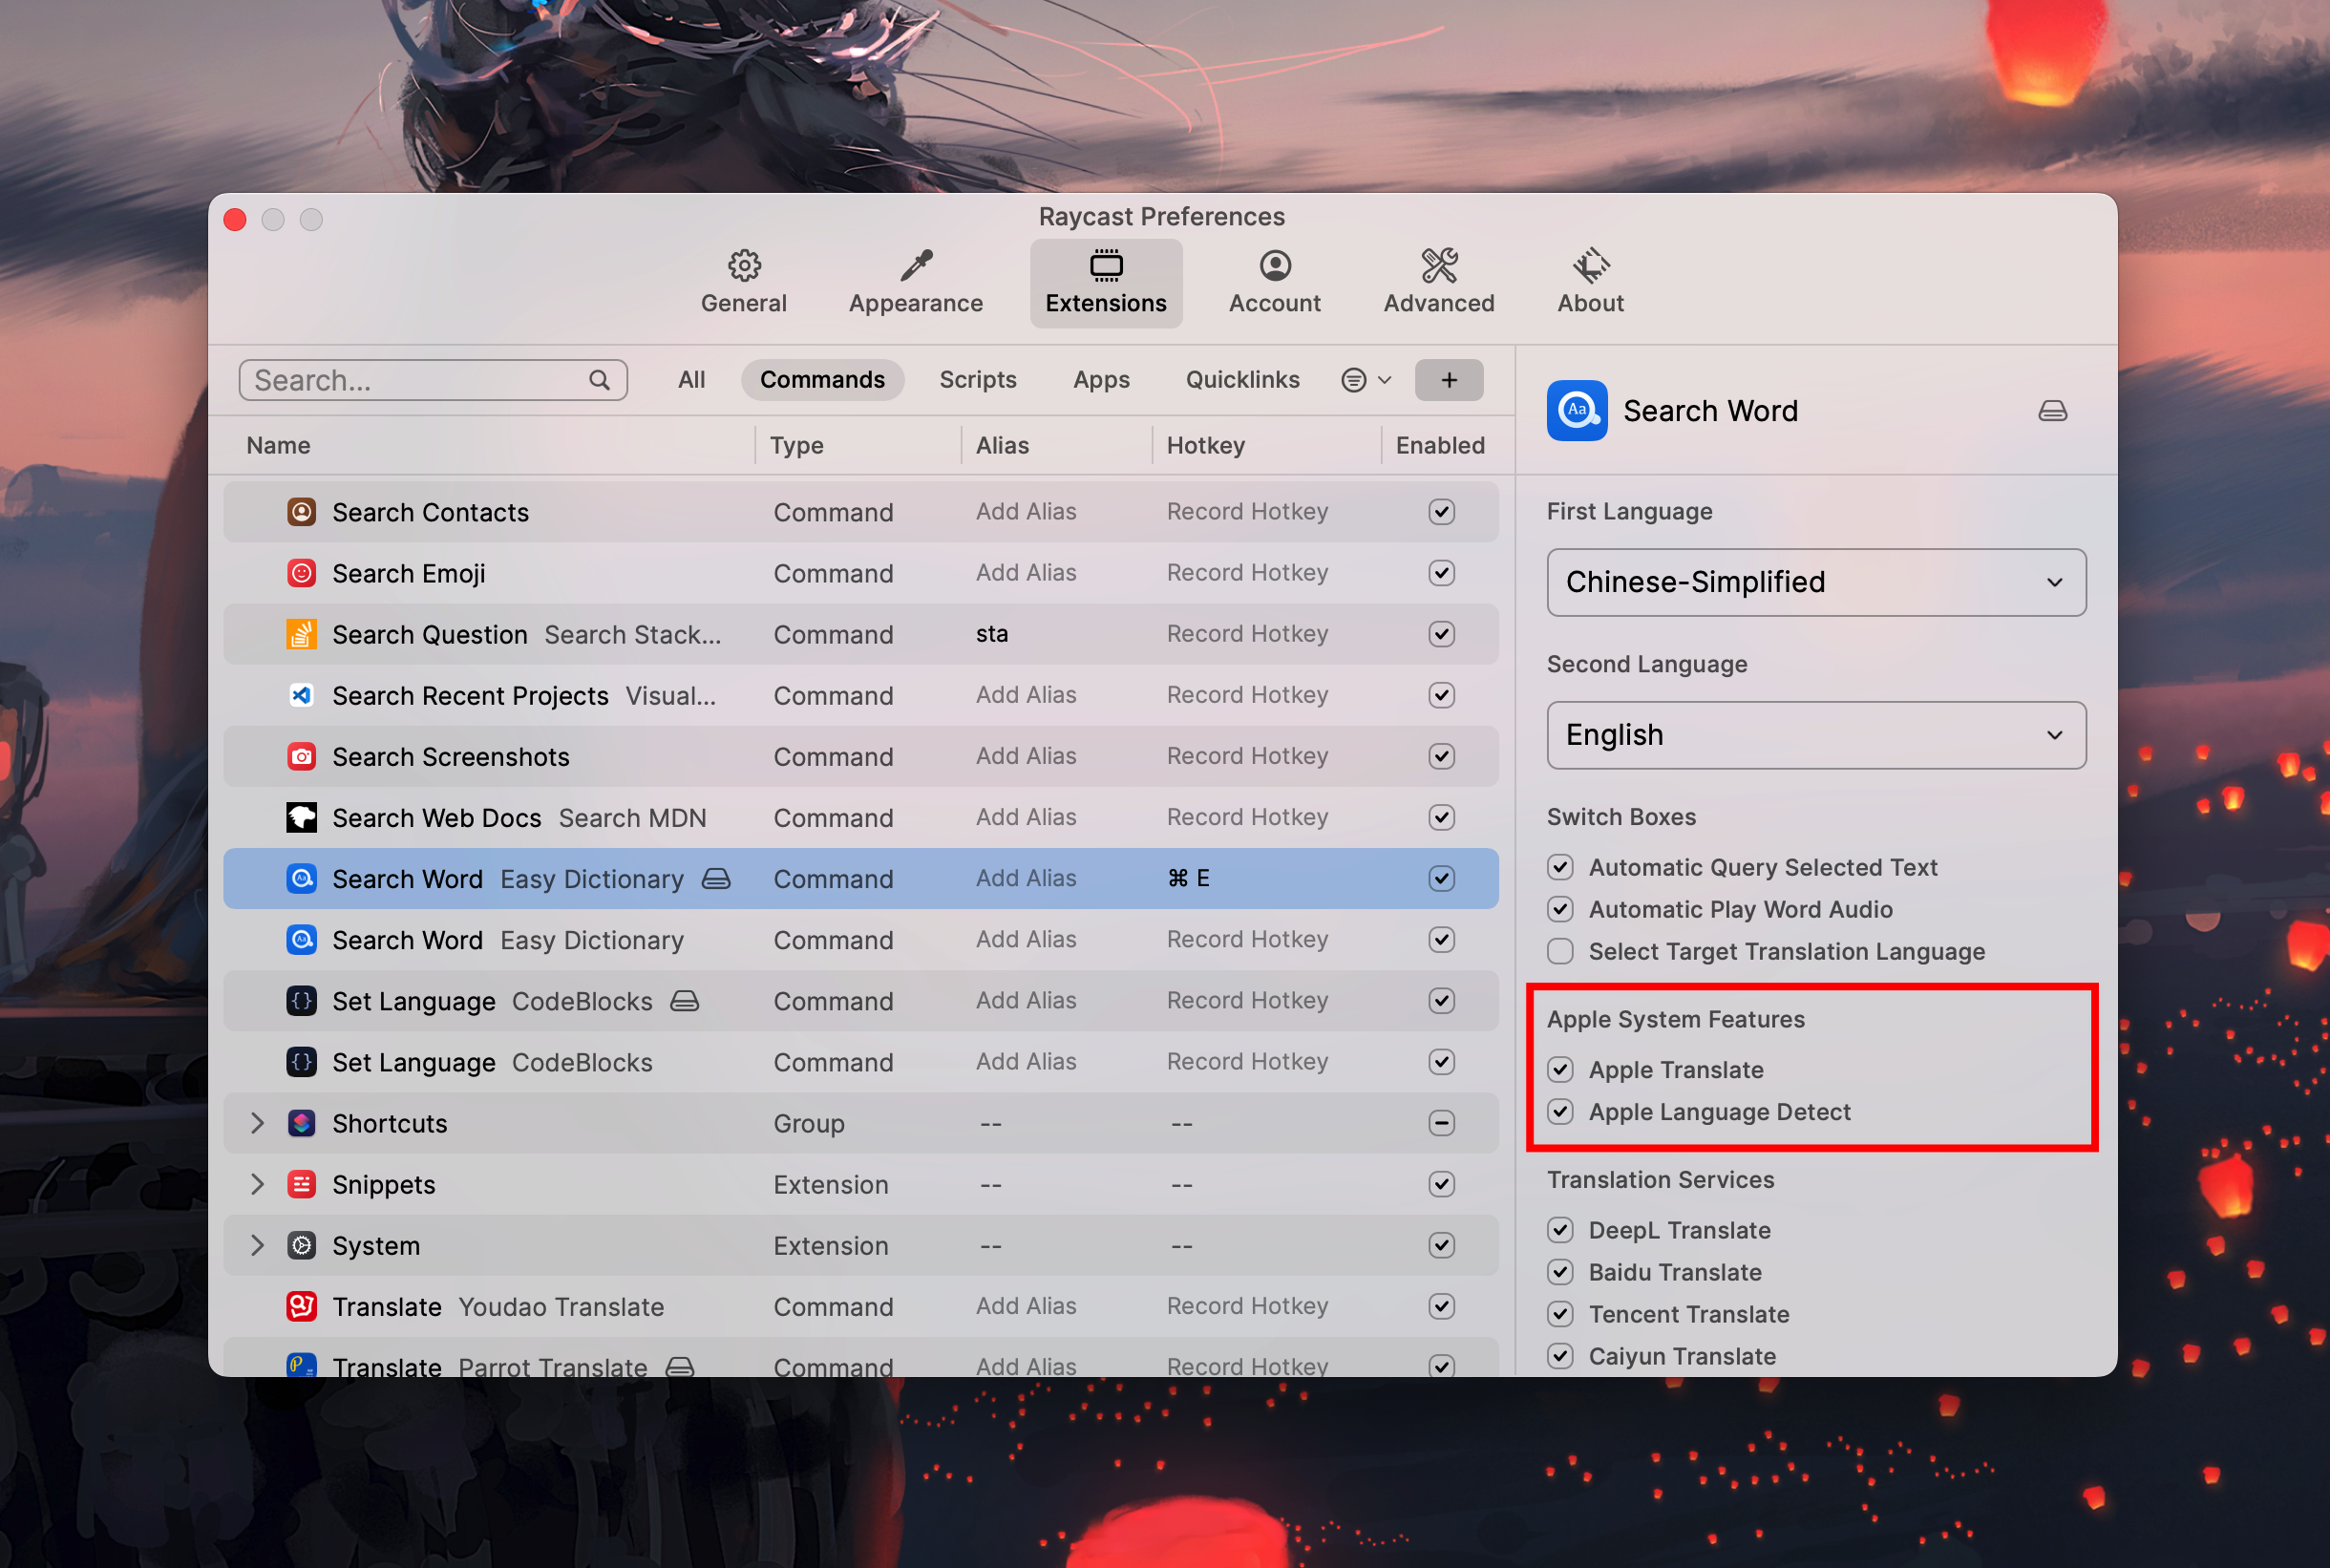 Raycast Preferences
General
Appearance
Extensions
Account
Advanced
About
Search...
All
Commands
Scripts
Apps
Quicklinks
+
Name
Type
Alias
Hotkey
Enabled
Search Contacts Command Add Alias Record Hotkey
Search Emoji Command Add Alias Record Hotkey
Search Question Search Stack... Command sta Record Hotkey
Search Recent Projects Visual... Command Add Alias Record Hotkey
Search Screenshots Command Add Alias Record Hotkey
Search Web Docs Search MDN Command Add Alias Record Hotkey
Search Word Easy Dictionary Command Add Alias ⌘ E
Search Word Easy Dictionary Command Add Alias Record Hotkey
Set Language CodeBlocks Command Add Alias Record Hotkey
Set Language CodeBlocks Command Add Alias Record Hotkey
Shortcuts Group -- --
Snippets Extension -- --
System Extension -- --
Translate Youdao Translate Command Add Alias Record Hotkey
Translate Parrot Translate Command Add Alias Record Hotkey
Aa
Search Word
First Language
Chinese-Simplified
Second Language
English
Switch Boxes
Automatic Query Selected Text
Automatic Play Word Audio
Select Target Translation Language
Apple System Features
Apple Translate
Apple Language Detect
Translation Services
DeepL Translate
Baidu Translate
Tencent Translate
Caiyun Translate